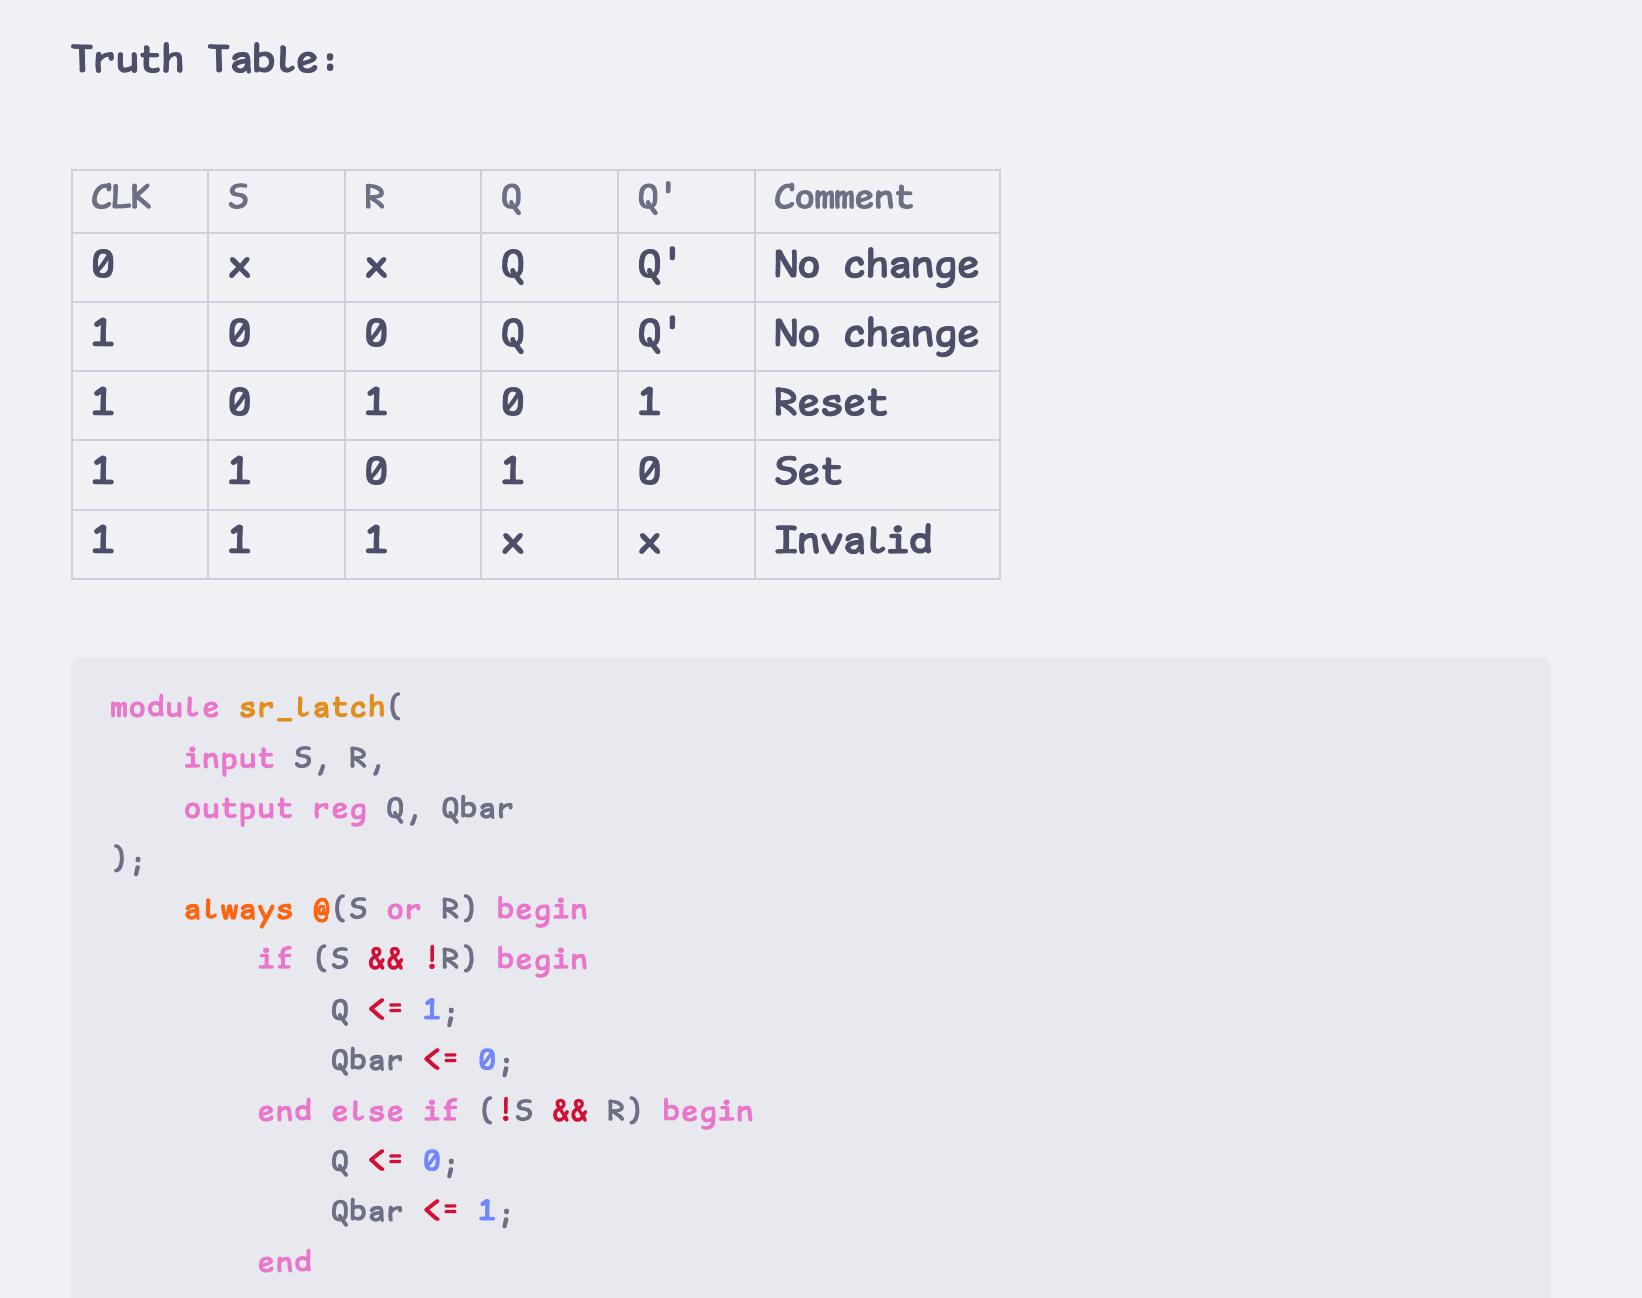 Truth Table:
CLK S R Q Q' Comment
0 x x Q Q' No change
1 0 0 Q Q' No change
1 0 1 0 1 Reset
1 1 0 1 0 Set
1 1 1 x x Invalid
module sr_latch(
    input S, R,
    output reg Q, Qbar
);
    always @(S or R) begin
        if (S && !R) begin
            Q <= 1;
            Qbar <= 0;
        end else if (!S && R) begin
            Q <= 0;
            Qbar <= 1;
        end